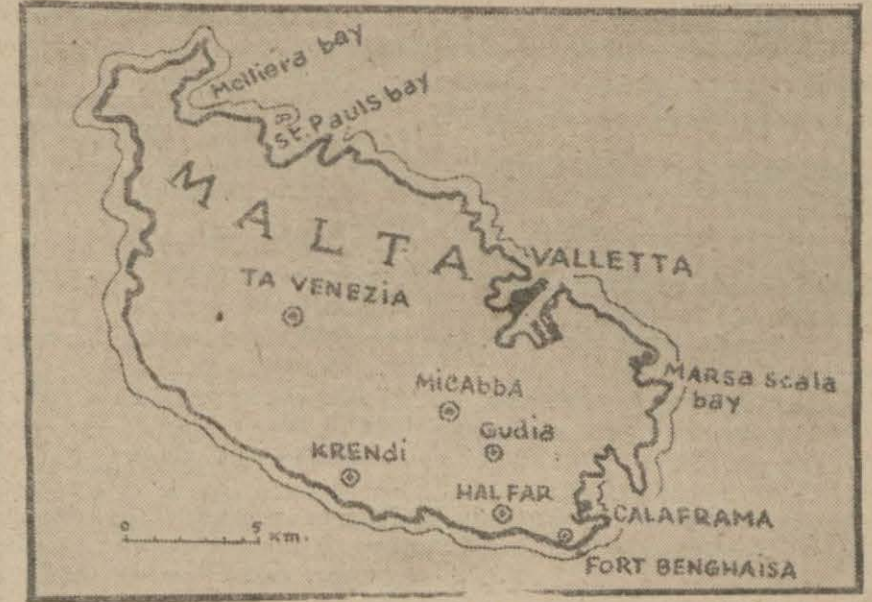 Melliera bay
St. Pauls bay
MALTA
VALLETTA
TA VENEZIA
MicAbbA
MARSa Scala
bay
Gudia
KRENdi
HAL FAR
CALAFRAMA
FORT BENGHAISA
0 5 Km.